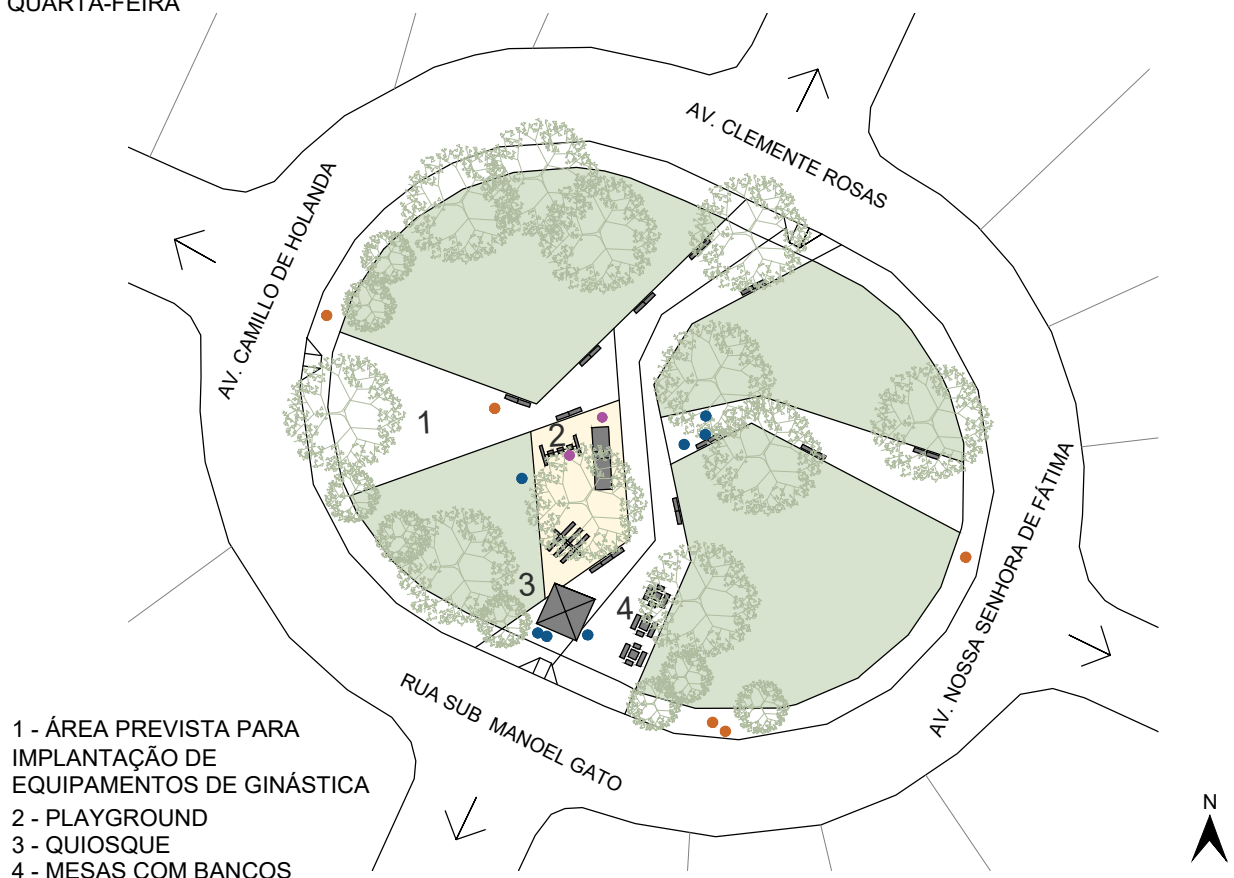 QUARTA-FEIRA
AV. CLEMENTE ROSAS
AV. CAMILLO DE HOLANDA
1
2
3
4
AV. NOSSA SENHORA DE FÁTIMA
RUA SUB MANOEL GATO
1 - ÁREA PREVISTA PARA
IMPLANTAÇÃO DE
EQUIPAMENTOS DE GINÁSTICA
2 - PLAYGROUND
3 - QUIOSQUE
4 - MESAS COM BANCOS
N